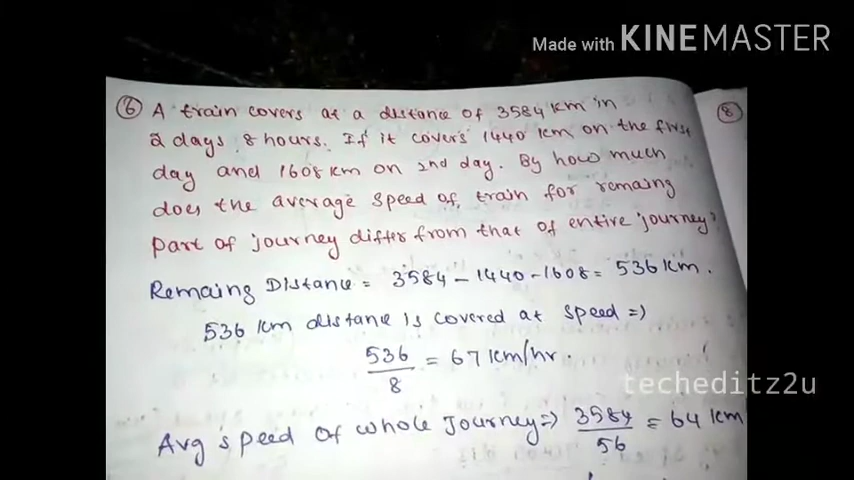 Made with KINEMASTER
6 A train covers at a distance of 3584 km in
8
2 days 8 hours. If it covers 1440 km on the first
day and 1608 km on 2nd day. By how much
does the average speed of train for remaining
part of journey differ from that of entire journey?
Remaing Distance = 3584 - 1440 - 1608 = 536 km.
536 km distance is covered at speed =>
536/8 = 67 km/hr.
techeditz2u
Avg speed of whole Journey => 3584/56 = 64 km